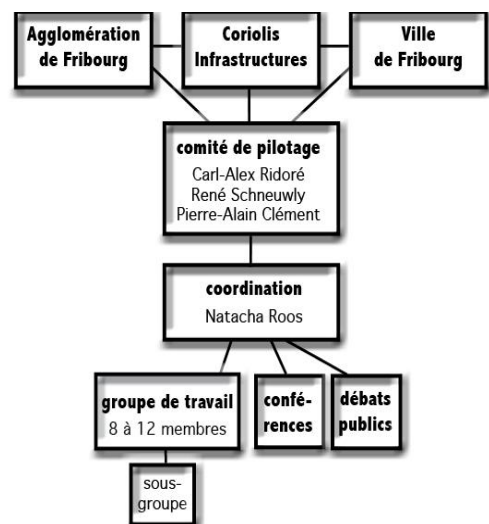 Agglomération
de Fribourg
Coriolis
Infrastructures
Ville
de Fribourg
comité de pilotage
Carl-Alex Ridoré
René Schneuwly
Pierre-Alain Clément
coordination
Natacha Roos
groupe de travail
8 à 12 membres
confé-
rences
débats
publics
sous-
groupe